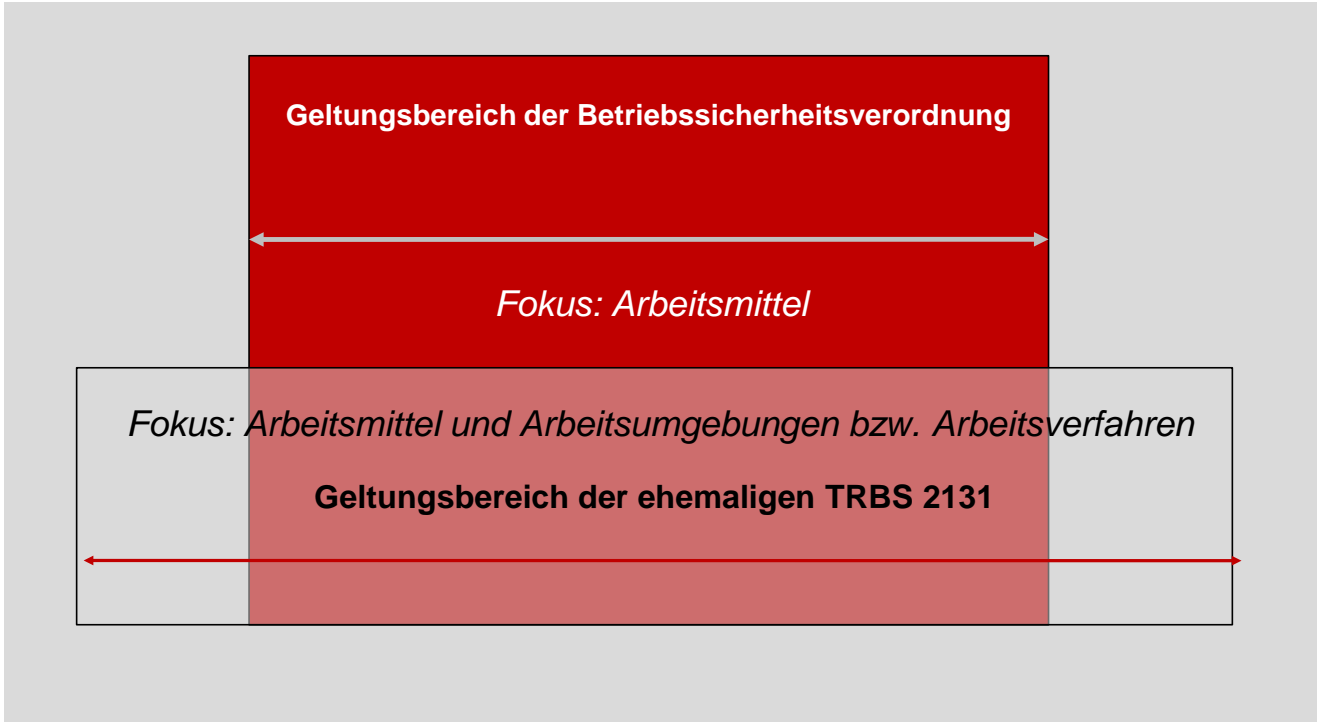 Geltungsbereich der Betriebssicherheitsverordnung
Fokus: Arbeitsmittel
Fokus: Arbeitsmittel und Arbeitsumgebungen bzw. Arbeitsverfahren
Geltungsbereich der ehemaligen TRBS 2131